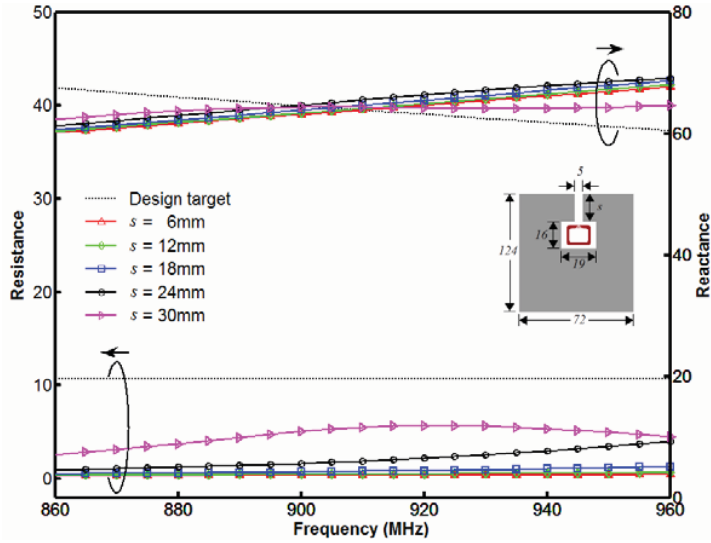 50
40
30
20
10
0
Resistance
80
60
40
20
0
Reactance
Design target
s = 6mm
s = 12mm
s = 18mm
s = 24mm
s = 30mm
5
s
16
19
124
72
860
880
900
920
940
960
Frequency (MHz)